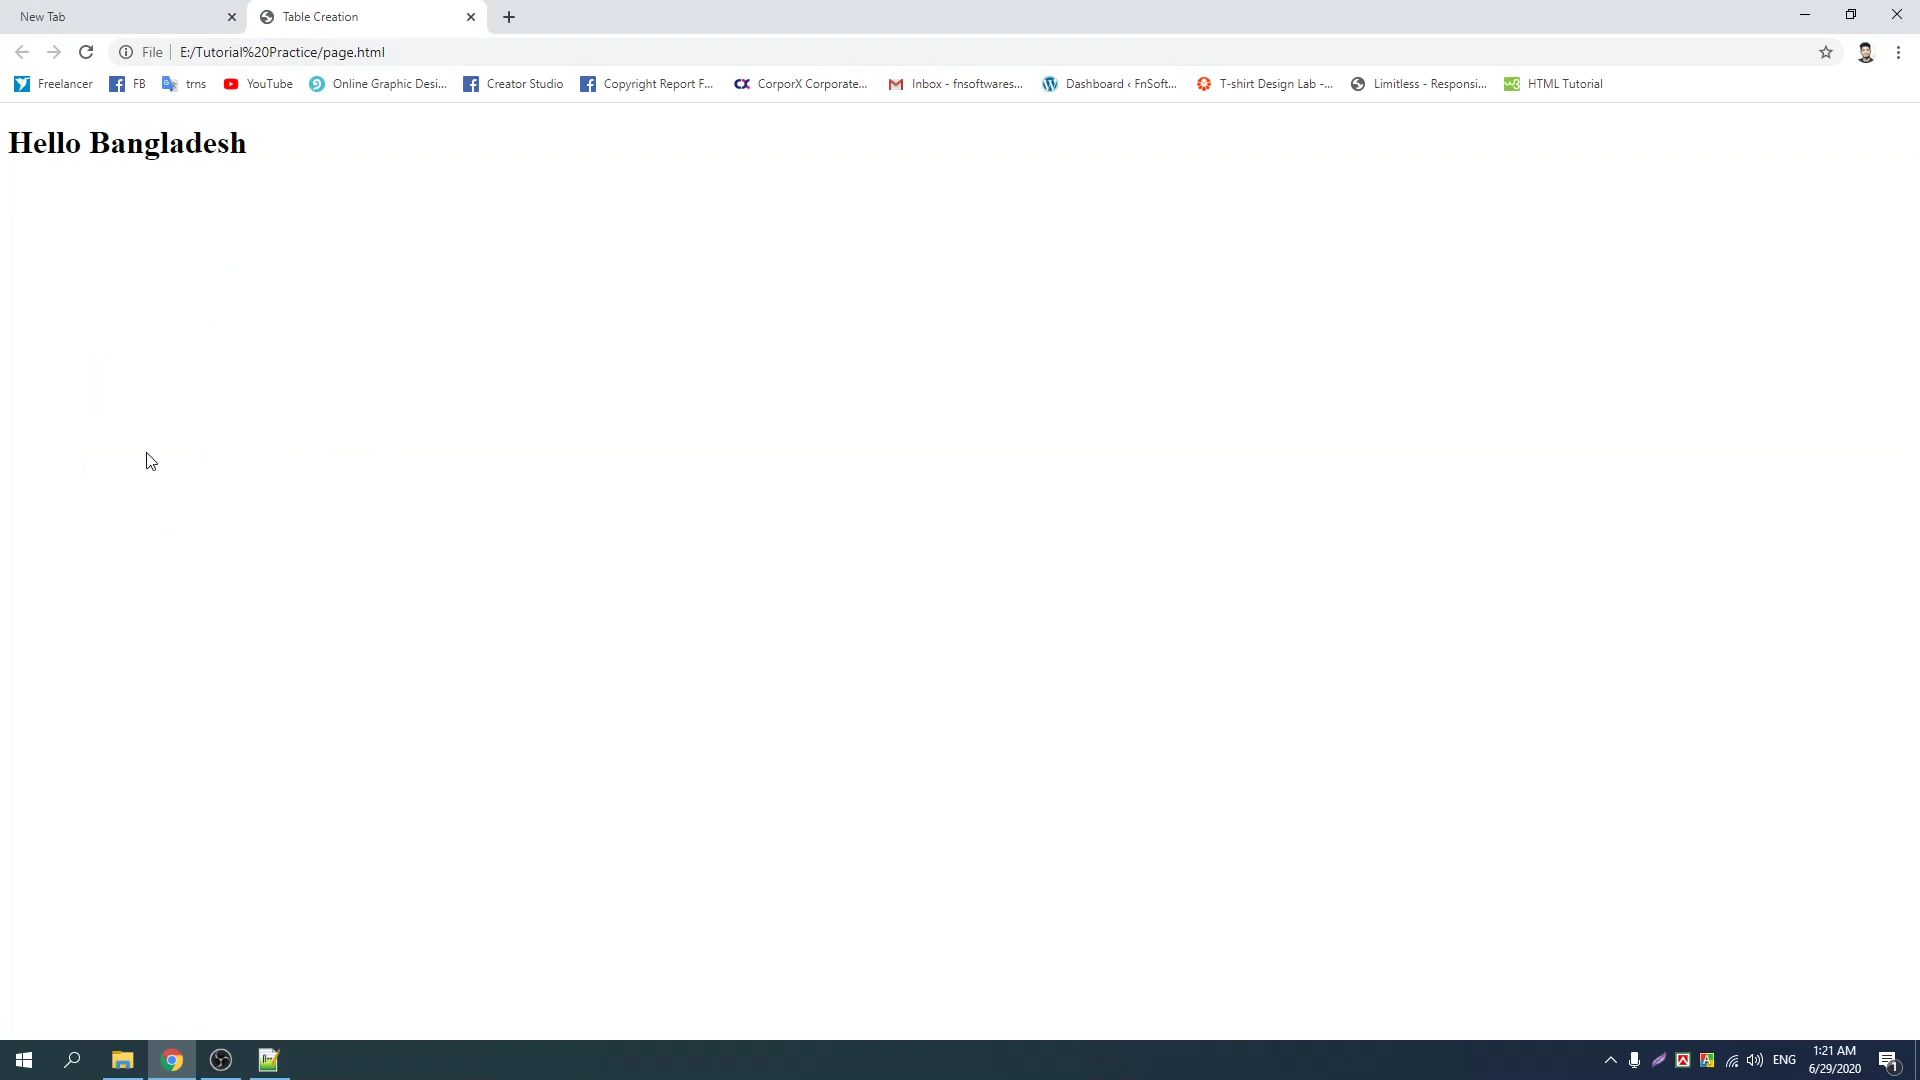 New Tab
Table Creation
File
E:/Tutorial%20Practice/page.html
Freelancer
FB
trns
YouTube
Online Graphic Desi...
Creator Studio
Copyright Report F...
CX CorporX Corporate...
Inbox - fnsoftwares...
Dashboard ‹ FnSoft...
T-shirt Design Lab -...
Limitless - Responsi...
HTML Tutorial
Hello Bangladesh
ENG
1:21 AM
6/29/2020
1